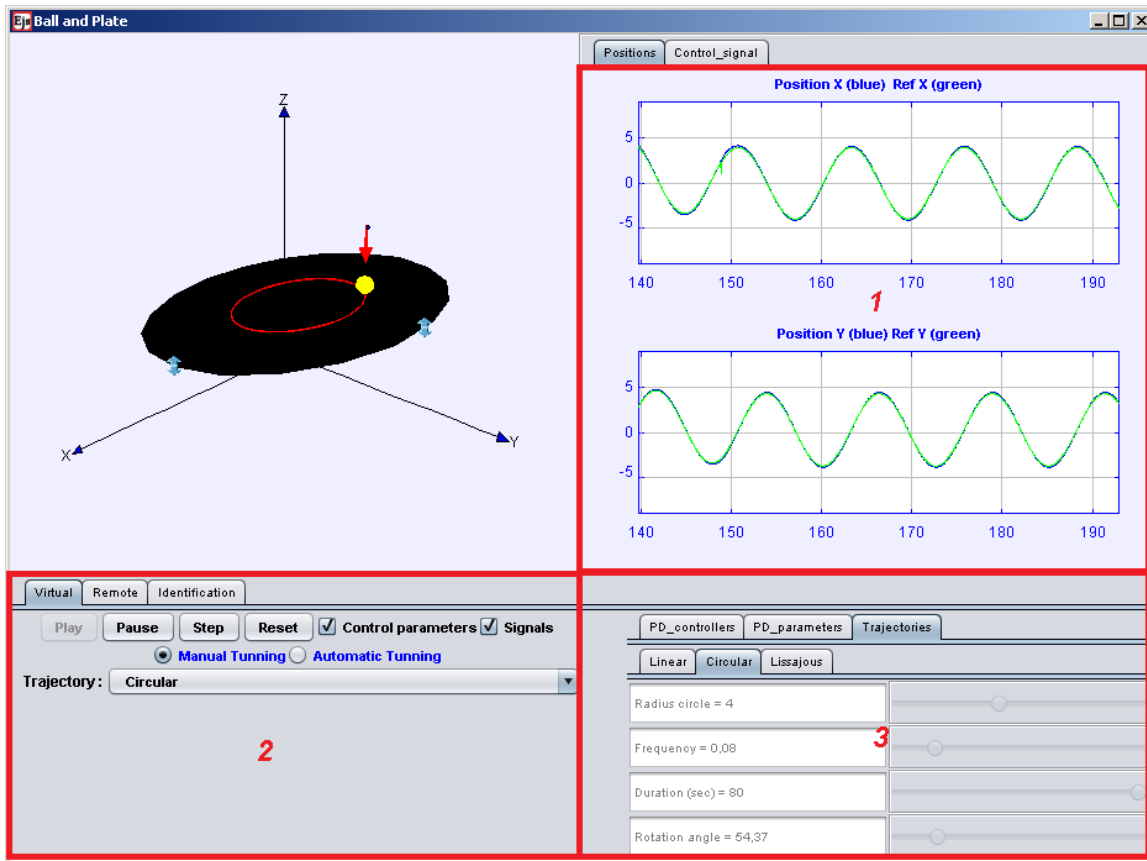 Ejs Ball and Plate
Positions Control_signal
Z
X
Y
Position X (blue) Ref X (green)
5
0
-5
140 150 160 170 180 190
1
Position Y (blue) Ref Y (green)
5
0
-5
140 150 160 170 180 190
Virtual Remote Identification
Play Pause Step Reset Control parameters Signals
Manual Tunning Automatic Tunning
Trajectory: Circular
2
PD_controllers PD_parameters Trajectories
Linear Circular Lissajous
Radius circle = 4
Frequency = 0,08
3
Duration (sec) = 80
Rotation angle = 54,37